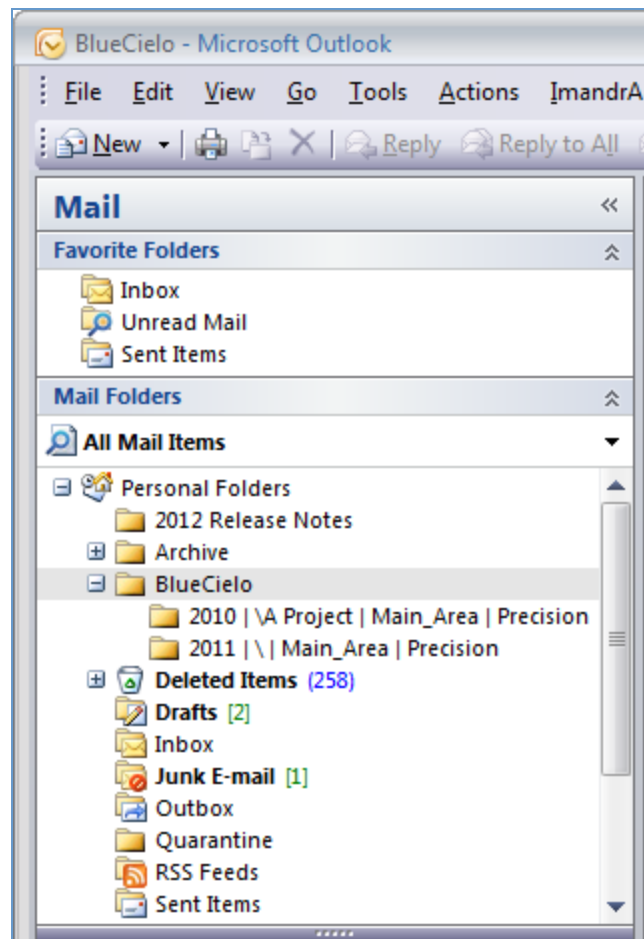 BlueCielo - Microsoft Outlook
File Edit View Go Tools Actions ImandrA
New Reply Reply to All
Mail
Favorite Folders
Inbox
Unread Mail
Sent Items
Mail Folders
All Mail Items
Personal Folders
2012 Release Notes
Archive
BlueCielo
2010 | \A Project | Main_Area | Precision
2011 | \ | Main_Area | Precision
Deleted Items (258)
Drafts [2]
Inbox
Junk E-mail [1]
Outbox
Quarantine
RSS Feeds
Sent Items